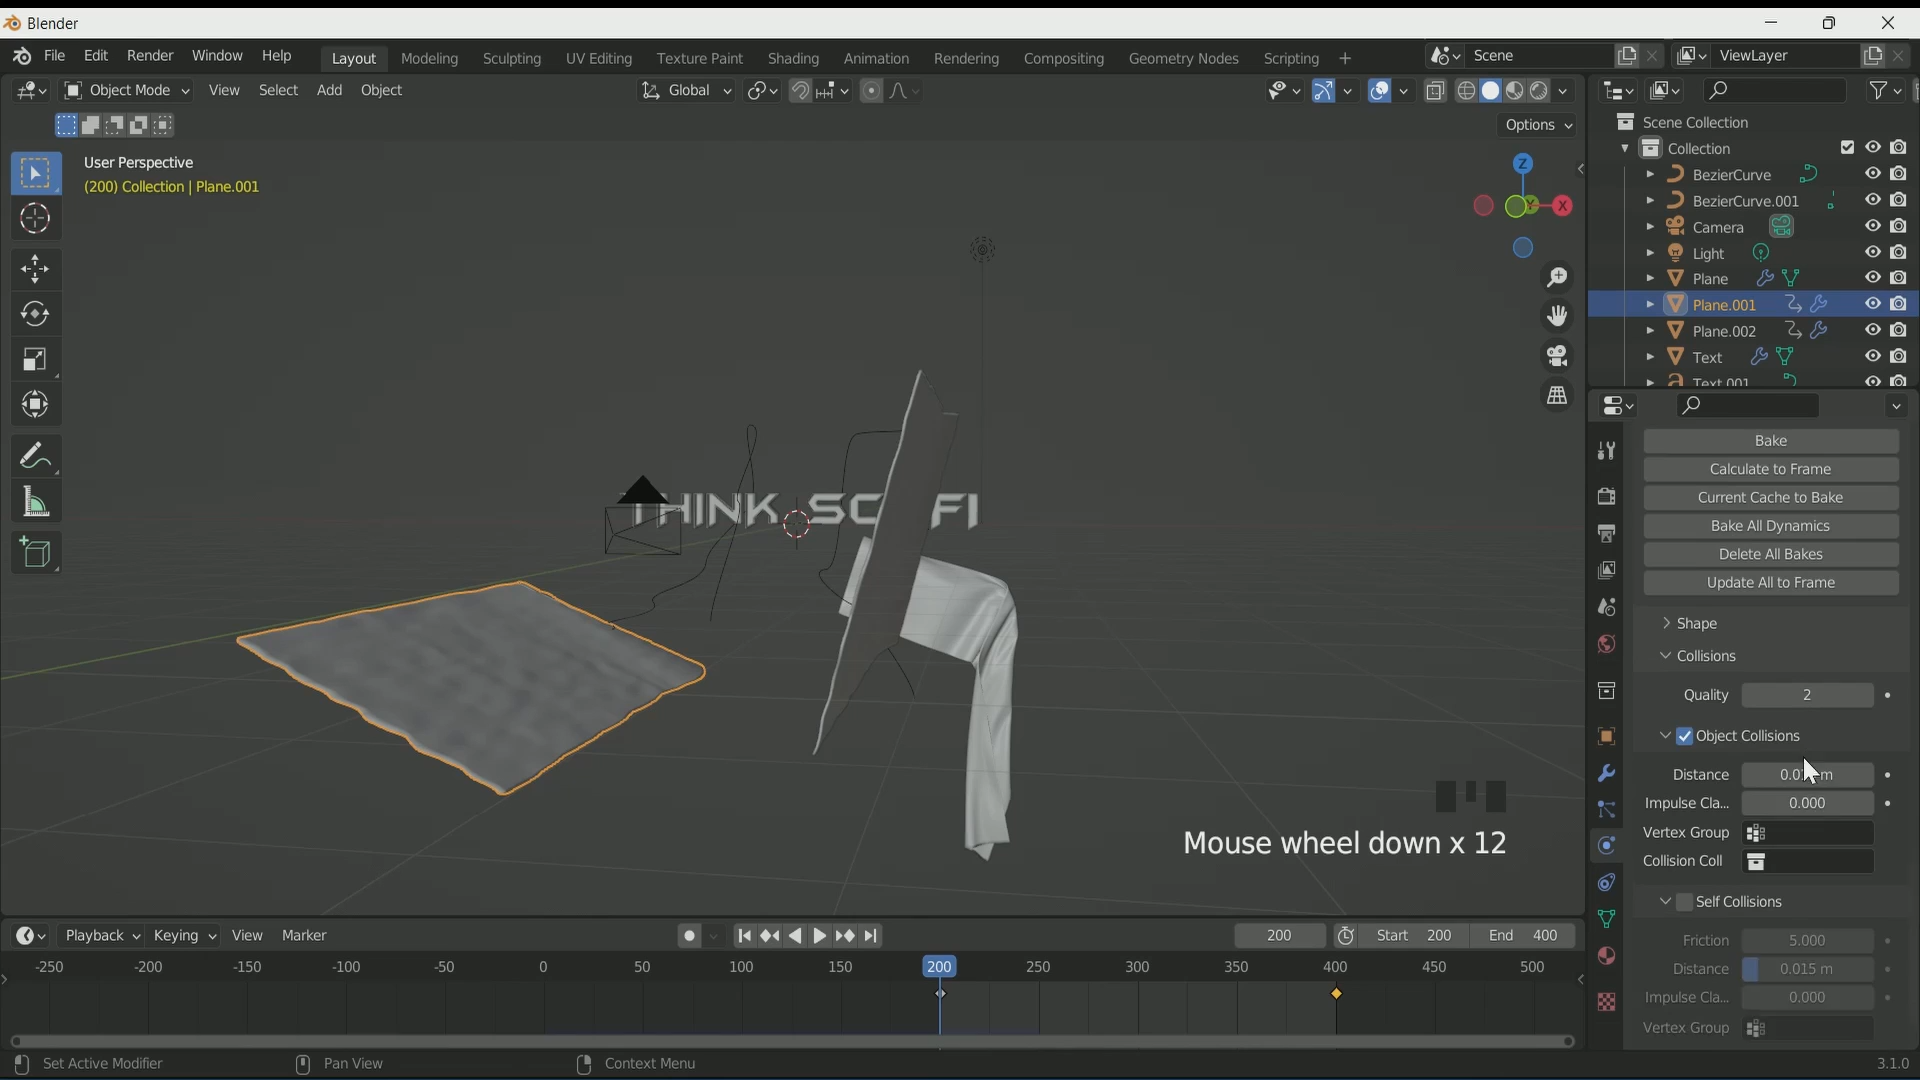 Blender
File Edit Render Window Help Layout Modeling Sculpting UV Editing Texture Paint Shading Animation Rendering Compositing Geometry Nodes Scripting + Scene ViewLayer
Object Mode View Select Add Object Global
Options
User Perspective
(200) Collection | Plane.001
Z
Y X
Scene Collection
Collection
BezierCurve
BezierCurve.001
Camera
Light
Plane
Plane.001
Plane.002
Text
Text.001
Bake
Calculate to Frame
Current Cache to Bake
Bake All Dynamics
Delete All Bakes
Update All to Frame
Shape
Collisions
Quality 2
Object Collisions
Distance
Impulse Cla... 0.000
Vertex Group
Collision Coll
Self Collisions
Friction 5.000
Distance 0.015 m
Impulse Cla... 0.000
Vertex Group
THINK SC FI
Mouse wheel down x 12
Playback Keying View Marker 200 Start 200 End 400
-250 -200 -150 -100 -50 0 50 100 150 200 250 300 350 400 450 500
Set Active Modifier Pan View Context Menu 3.1.0